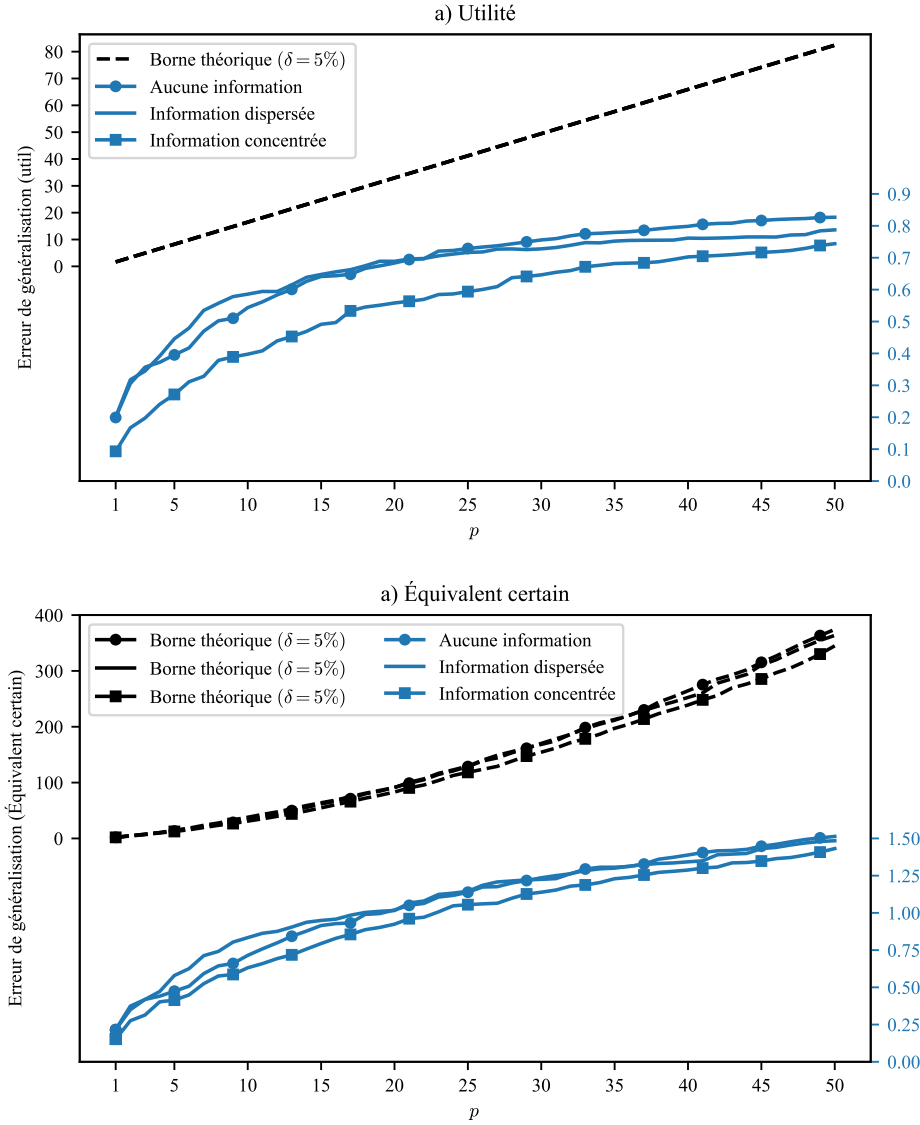 a) Utilité
Borne théorique (δ = 5%)
Aucune information
Information dispersée
Information concentrée
Erreur de généralisation (util)
80
70
60
50
40
30
20
10
0
0.9
0.8
0.7
0.6
0.5
0.4
0.3
0.2
0.1
0.0
1 5 10 15 20 25 30 35 40 45 50
p
a) Équivalent certain
Borne théorique (δ = 5%) Aucune information
Borne théorique (δ = 5%) Information dispersée
Borne théorique (δ = 5%) Information concentrée
Erreur de généralisation (Équivalent certain)
400
300
200
100
0
1.50
1.25
1.00
0.75
0.50
0.25
0.00
1 5 10 15 20 25 30 35 40 45 50
p